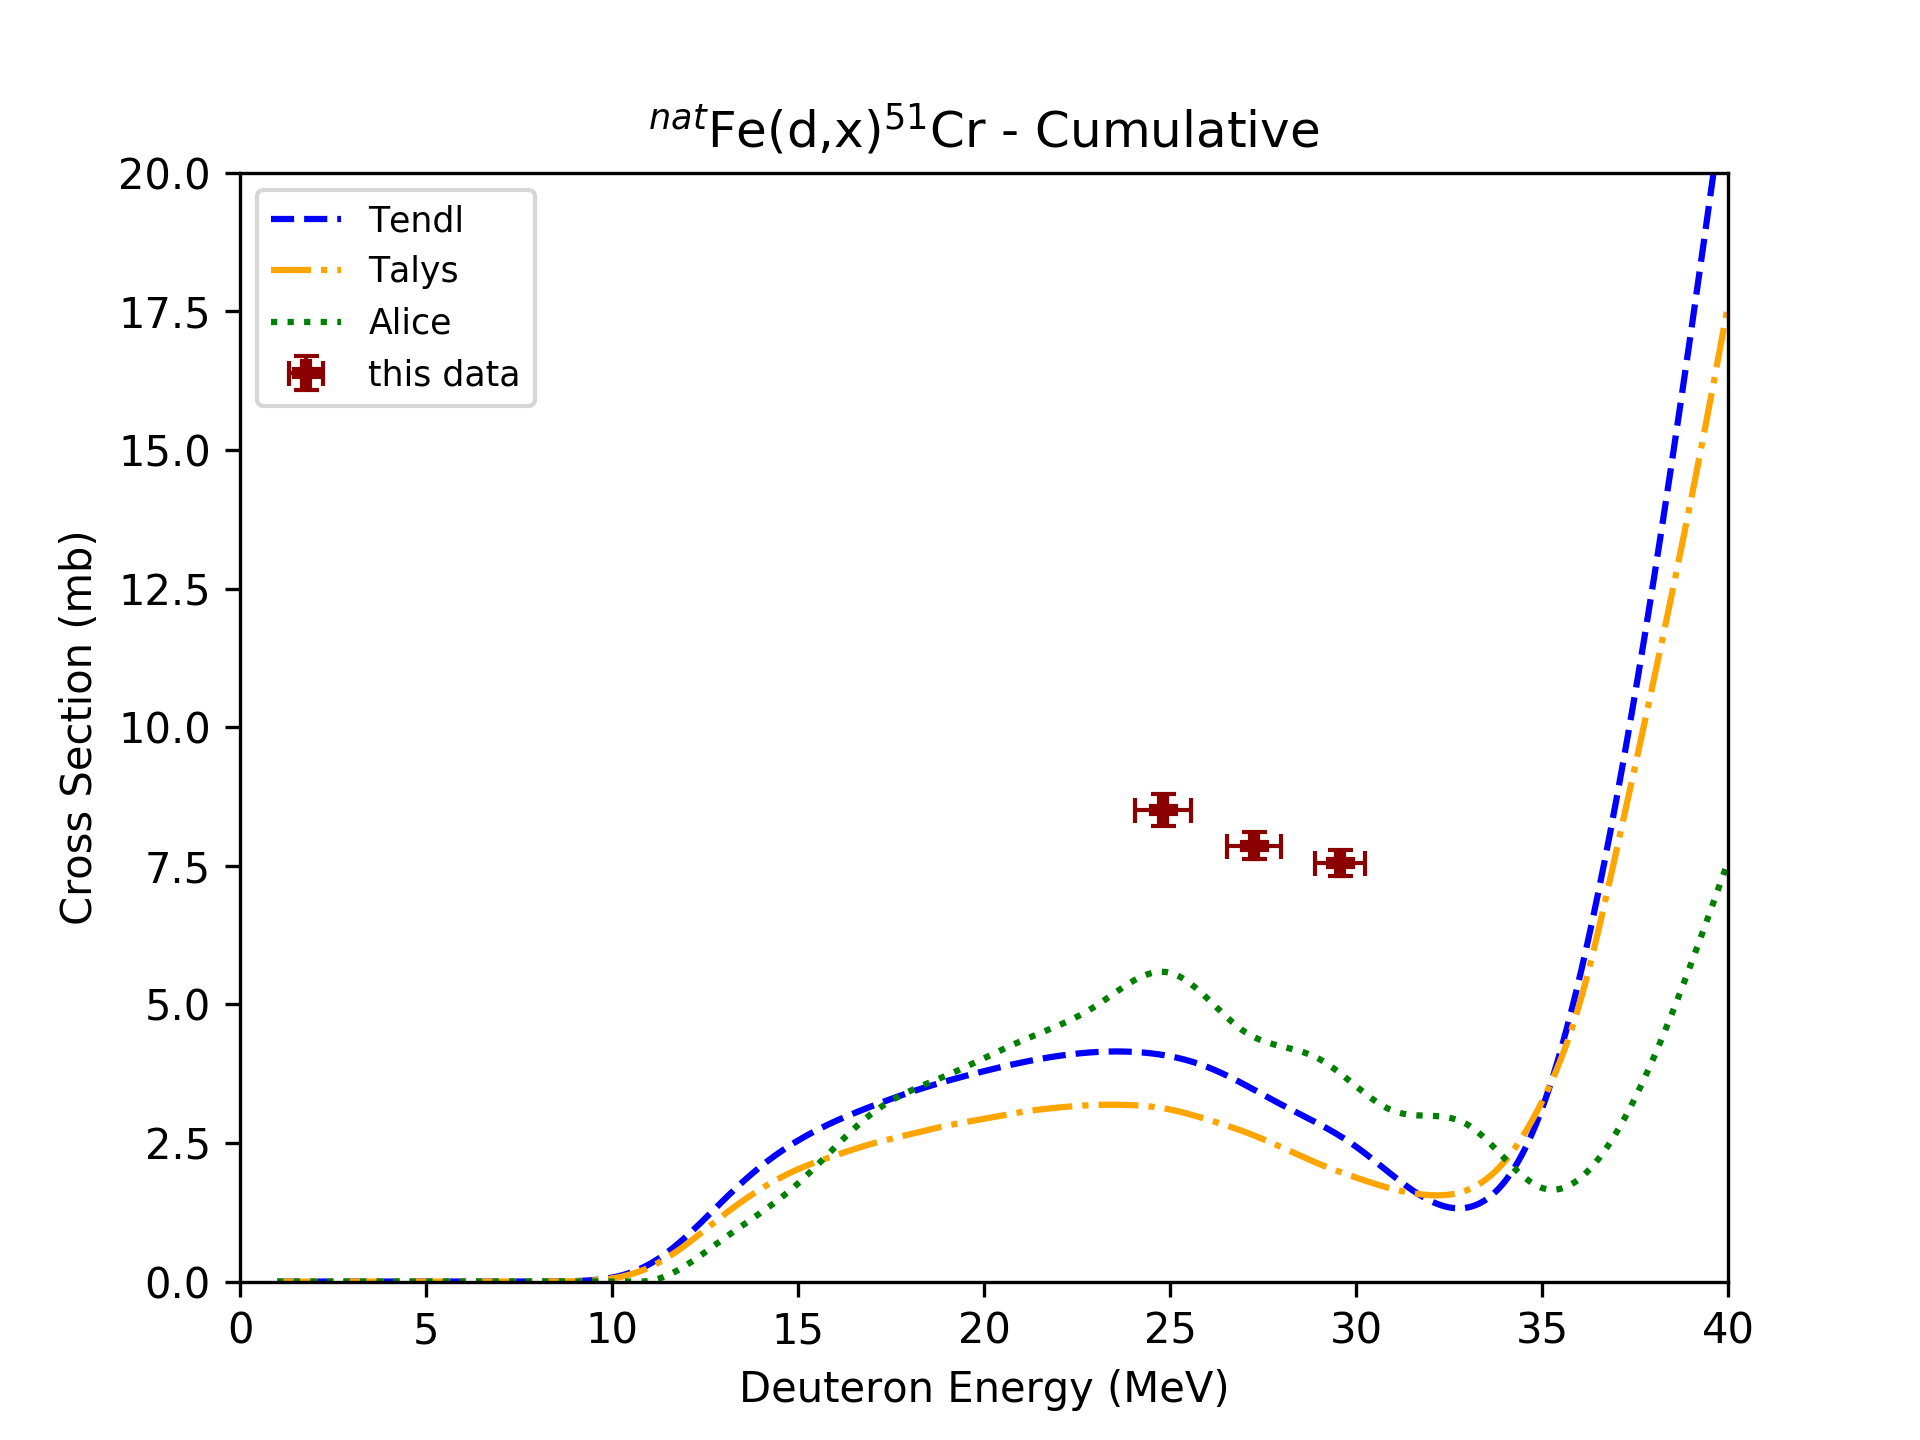 natFe(d,x)51Cr - Cumulative
Tendl
Talys
Alice
this data
20.0
17.5
15.0
12.5
10.0
7.5
5.0
2.5
0.0
Cross Section (mb)
0 5 10 15 20 25 30 35 40
Deuteron Energy (MeV)